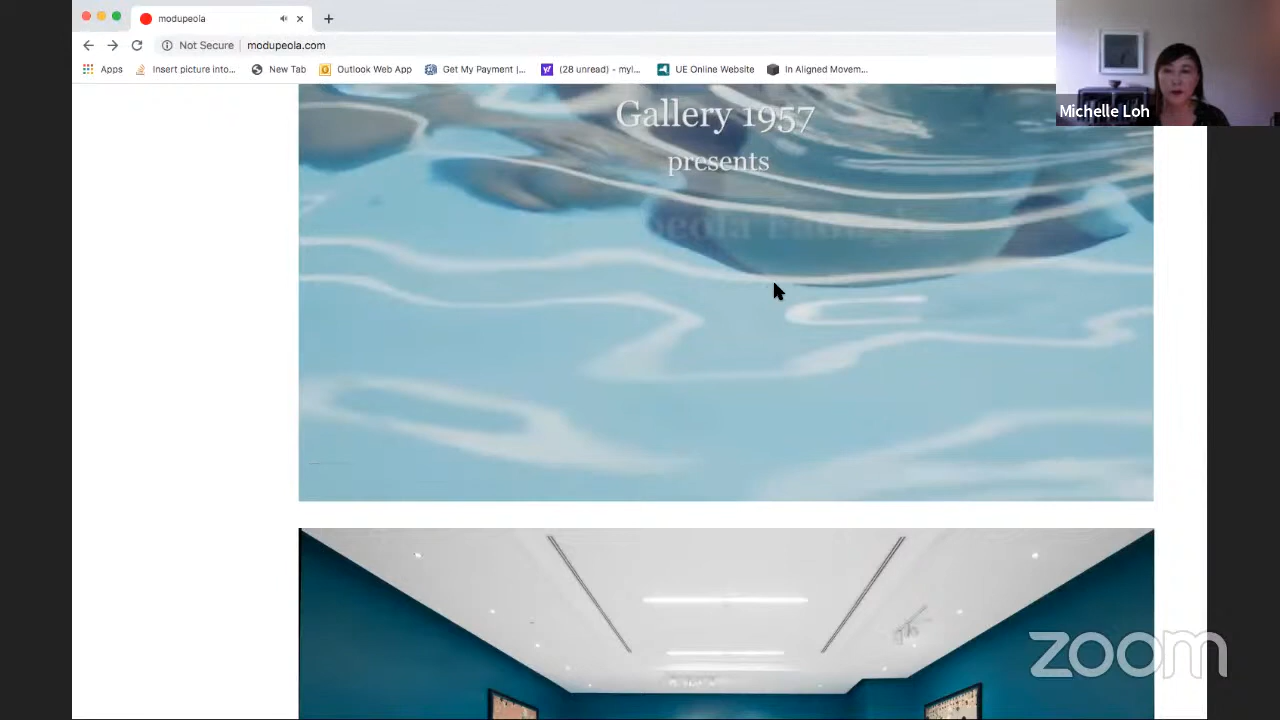 modupeola
Not Secure | modupeola.com
Apps Insert picture into... New Tab Outlook Web App Get My Payment |... (28 unread) - myl... UE Online Website In Aligned Movem...
Michelle Loh
Gallery 1957
presents
zoom